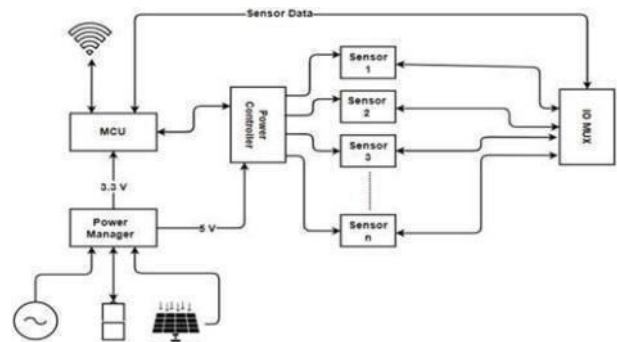 Sensor Data
MCU
Power
Controller
Sensor
1
Sensor
2
Sensor
3
Sensor
n
IO MUX
3.3 V
Power
Manager
5 V